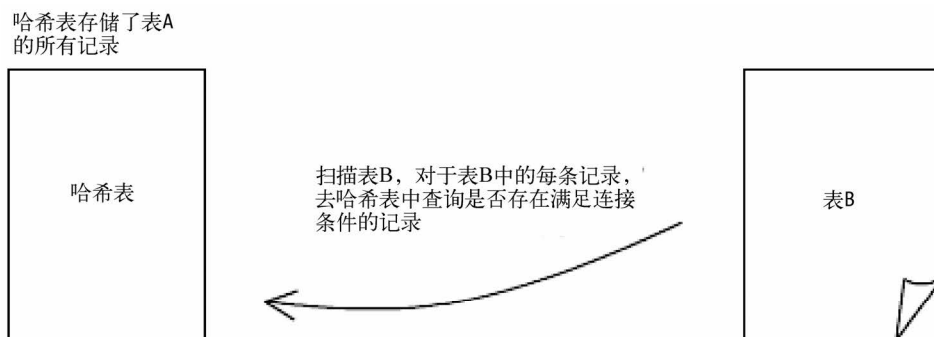 哈希表存储了表A
的所有记录
哈希表
扫描表B，对于表B中的每条记录，
去哈希表中查询是否存在满足连接
条件的记录
表B